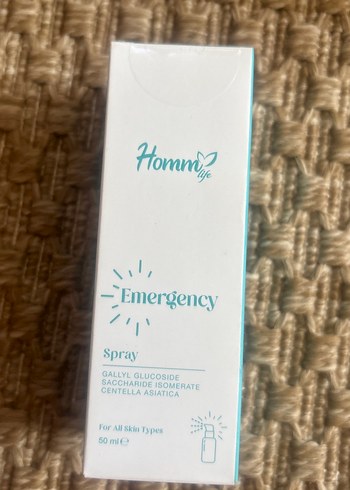 Homm
life
Emergency
Spray
GALLYL GLUCOSIDE
SACCHARIDE ISOMERATE
CENTELLA ASIATICA
For All Skin Types
50 ml ℮